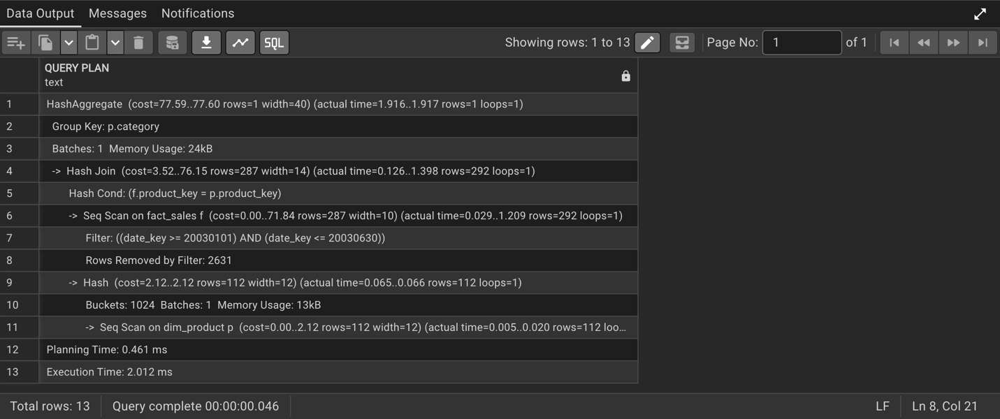 Data Output Messages Notifications
SQL Showing rows: 1 to 13 Page No: 1 of 1
QUERY PLAN
text
1 HashAggregate (cost=77.59..77.60 rows=1 width=40) (actual time=1.916..1.917 rows=1 loops=1)
2 Group Key: p.category
3 Batches: 1 Memory Usage: 24kB
4 -> Hash Join (cost=3.52..76.15 rows=287 width=14) (actual time=0.126..1.398 rows=292 loops=1)
5 Hash Cond: (f.product_key = p.product_key)
6 -> Seq Scan on fact_sales f (cost=0.00..71.84 rows=287 width=10) (actual time=0.029..1.209 rows=292 loops=1)
7 Filter: ((date_key >= 20030101) AND (date_key <= 20030630))
8 Rows Removed by Filter: 2631
9 -> Hash (cost=2.12..2.12 rows=112 width=12) (actual time=0.065..0.066 rows=112 loops=1)
10 Buckets: 1024 Batches: 1 Memory Usage: 13kB
11 -> Seq Scan on dim_product p (cost=0.00..2.12 rows=112 width=12) (actual time=0.005..0.020 rows=112 loo...
12 Planning Time: 0.461 ms
13 Execution Time: 2.012 ms
Total rows: 13 Query complete 00:00:00.046 LF Ln 8, Col 21